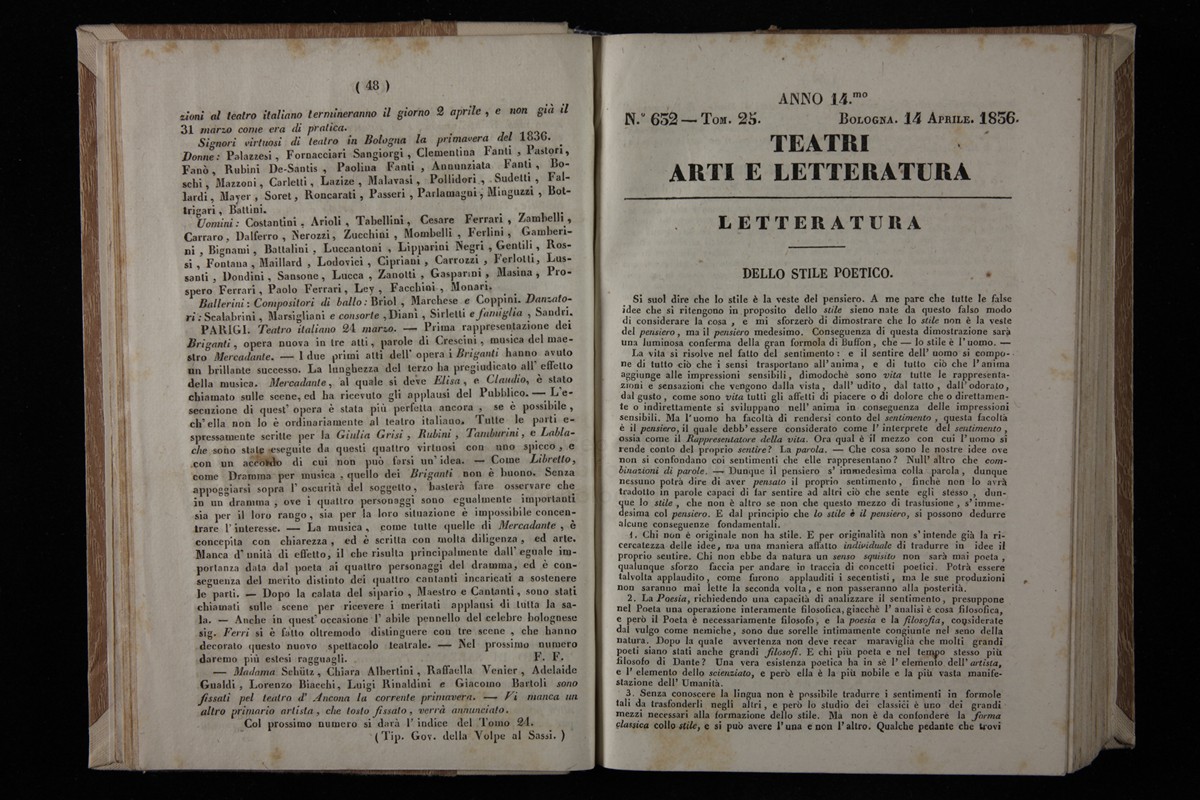 ( 48 )
zioni al teatro italiano termineranno il giorno 2 aprile , e non già il
31 marzo come era di pratica.
Signori virtuosi di teatro in Bologna la primavera del 1836.
Donne : Palazzesi , Fornacciari Sangiorgi , Clementina Fanti , Pastori,
Fanò , Rubini De-Santis , Paolina Fanti , Annunziata Fanti , Bo-
schi , Mazzoni , Carletti , Lazize , Malavasi , Pollidori , Sudetti , Fal-
lardi , Mayer , Soret , Roncarati , Passeri , Parlamagni , Minguzzi , Bot-
trigari , Battini.
Uomini : Costantini , Arioli , Tabellini , Cesare Ferrari , Zambelli ,
Carraro , Dalferro , Nerozzi , Zucchini , Mombelli , Ferlini , Gamberi-
ni , Bignami , Battalini , Luccantoni , Lipparini Negri , Gentili , Ros-
si , Fontana , Maillard , Lodovici , Cipriani , Carrozzi , Ferlotti, Lus-
santi , Dondini , Sansone , Lucca , Zanotti , Gasparini , Masina , Pro-
spero Ferrari , Paolo Ferrari, Ley , Facchini , Monari.
Ballerini : Compositori di ballo : Briol , Marchese e Coppini. Danzato-
ri : Scalabrini , Marsigliani e consorte , Diani , Sirletti e famiglia , Sandri.
PARIGI. Teatro italiano 24 marzo. — Prima rappresentazione dei
Briganti , opera nuova in tre atti , parole di Crescini , musica del mae-
stro Mercadante. — I due primi atti dell' opera i Briganti hanno avuto
un brillante successo. La lunghezza del terzo ha pregiudicato all' effetto
della musica. Mercadante , al quale si deve Elisa , e Claudio, è stato
chiamato sulle scene, ed ha ricevuto gli applausi del Pubblico. — L'e-
secuzione di quest' opera è stata più perfetta ancora , se è possibile ,
ch' ella non lo è ordinariamente al teatro italiano. Tutte le parti e-
spressamente scritte per la Giulia Grisi , Rubini , Tamburini , e Labla-
che sono state eseguite da questi quattro virtuosi con uno spicco , e
con un accordo di cui non può farsi un' idea. — Come Libretto,
come Dramma per musica , quello dei Briganti non è buono. Senza
appoggiarsi sopra l' oscurità del soggetto , basterà fare osservare che
in un dramma , ove i quattro personaggi sono egualmente importanti
sia per il loro rango , sia per la loro situazione è impossibile concen-
trare l' interesse. — La musica , come tutte quelle di Mercadante , è
concepita con chiarezza , ed è scritta con molta diligenza , ed arte.
Manca d' unità di effetto, il che risulta principalmente dall' eguale im-
portanza data dal poeta ai quattro personaggi del dramma, ed è con-
seguenza del merito distinto dei quattro cantanti incaricati a sostenere
le parti. — Dopo la calata del sipario , Maestro e Cantanti , sono stati
chiamati sulle scene per ricevere i meritati applausi di tutta la sa-
la. — Anche in quest' occasione l' abile pennello del celebre bolognese
sig. Ferri si è fatto oltremodo distinguere con tre scene , che hanno
decorato questo nuovo spettacolo teatrale. — Nel prossimo numero
daremo più estesi ragguagli. F. F.
— Madama Schütz , Chiara Albertini , Raffaella Venier , Adelaide
Gualdi , Lorenzo Biacchi , Luigi Rinaldini e Giacomo Bartoli sono
fissati pel teatro d' Ancona la corrente primavera. — Vi manca un
altro primario artista , che tosto fissato , verrà annunciato.
Col prossimo numero si darà l' indice del Tomo 24.
( Tip. Gov. della Volpe al Sassi. )
ANNO 14.mo
N.º 632 — Tom. 25. Bologna. 14 Aprile. 1836.
TEATRI
ARTI E LETTERATURA
LETTERATURA
DELLO STILE POETICO.
Si suol dire che lo stile è la veste del pensiero. A me pare che tutte le false
idee che si ritengono in proposito dello stile sieno nate da questo falso modo
di considerare la cosa , e mi sforzerò di dimostrare che lo stile non è la veste
del pensiero , ma il pensiero medesimo. Conseguenza di questa dimostrazione sarà
una luminosa conferma della gran formola di Buffon, che — lo stile è l' uomo. —
La vita si risolve nel fatto del sentimento : e il sentire dell' uomo si compo-
ne di tutto ciò che i sensi trasportano all' anima , e di tutto ciò che l' anima
aggiunge alle impressioni sensibili, dimodochè sono vita tutte le rappresenta-
zioni e sensazioni che vengono dalla vista , dall' udito , dal tatto , dall' odorato,
dal gusto , come sono vita tutti gli affetti di piacere o di dolore che o direttamen-
te o indirettamente si sviluppano nell' anima in conseguenza delle impressioni
sensibili. Ma l' uomo ha facoltà di rendersi conto del sentimento , questa facoltà
è il pensiero, il quale debb' essere considerato come l' interprete del sentimento ,
ossia come il Rappresentatore della vita. Ora qual è il mezzo con cui l' uomo si
rende conto del proprio sentire? La parola. — Che cosa sono le nostre idee ove
non si confondano coi sentimenti che elle rappresentano? Null' altro che com-
binazioni di parole. — Dunque il pensiero s' immedesima colla parola , dunque
nessuno potrà dire di aver pensato il proprio sentimento , finchè non lo avrà
tradotto in parole capaci di far sentire ad altri ciò che sente egli stesso , dun-
que lo stile , che non è altro se non che questo mezzo di trasfusione , s' imme-
desima col pensiero. E dal principio che lo stile è il pensiero, si possono dedurre
alcune conseguenze fondamentali.
1. Chi non è originale non ha stile. E per originalità non s' intende già la ri-
cercatezza delle idee, ma una maniera affatto individuale di tradurre in idee il
proprio sentire. Chi non ebbe da natura un senso squisito non sarà mai poeta ,
qualunque sforzo faccia per andare in traccia di concetti poetici. Potrà essere
talvolta applaudito , come furono applauditi i secentisti , ma le sue produzioni
non saranno mai lette la seconda volta , e non passeranno alla posterità.
2. La Poesia, richiedendo una capacità di analizzare il sentimento , presuppone
nel Poeta una operazione interamente filosofica, giacchè l' analisi è cosa filosofica,
e però il Poeta è necessariamente filosofo , e la poesia e la filosofia, considerate
dal vulgo come nemiche, sono due sorelle intimamente congiunte nel seno della
natura. Dopo la quale avvertenza non deve recar maraviglia che molti grandi
poeti siano stati anche grandi filosofi. E chi più poeta e nel tempo stesso più
filosofo di Dante? Una vera esistenza poetica ha in sè l' elemento dell' artista,
e l' elemento dello scienziato, e però ella è la più nobile e la più vasta manife-
stazione dell' Umanità.
3. Senza conoscere la lingua non è possibile tradurre i sentimenti in formole
tali da trasfonderli negli altri , e però lo studio dei classici è uno dei grandi
mezzi necessari alla formazione dello stile. Ma non è da confondere la forma
classica collo stile, e si può avere l' una e non l' altro. Qualche pedante che trovi